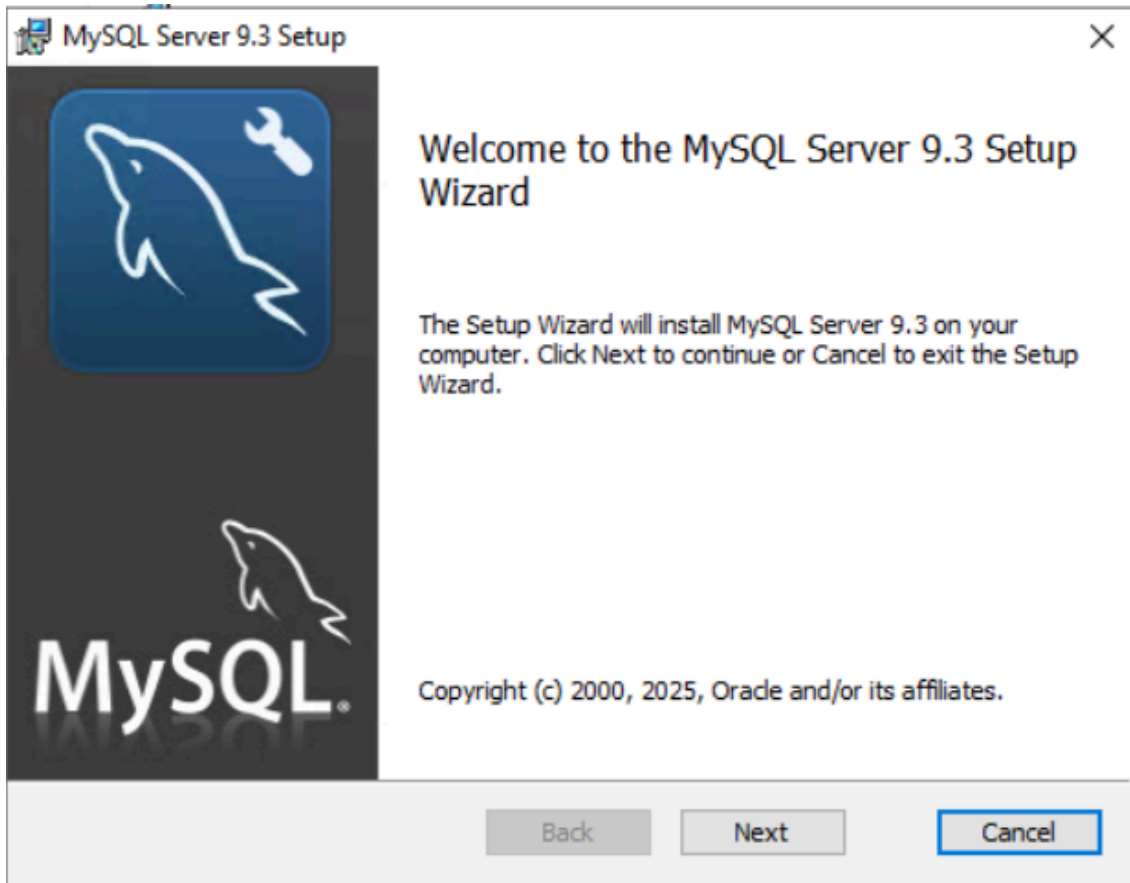 MySQL Server 9.3 Setup
Welcome to the MySQL Server 9.3 Setup
Wizard
The Setup Wizard will install MySQL Server 9.3 on your
computer. Click Next to continue or Cancel to exit the Setup
Wizard.
MySQL®
Copyright (c) 2000, 2025, Oracle and/or its affiliates.
Back Next Cancel